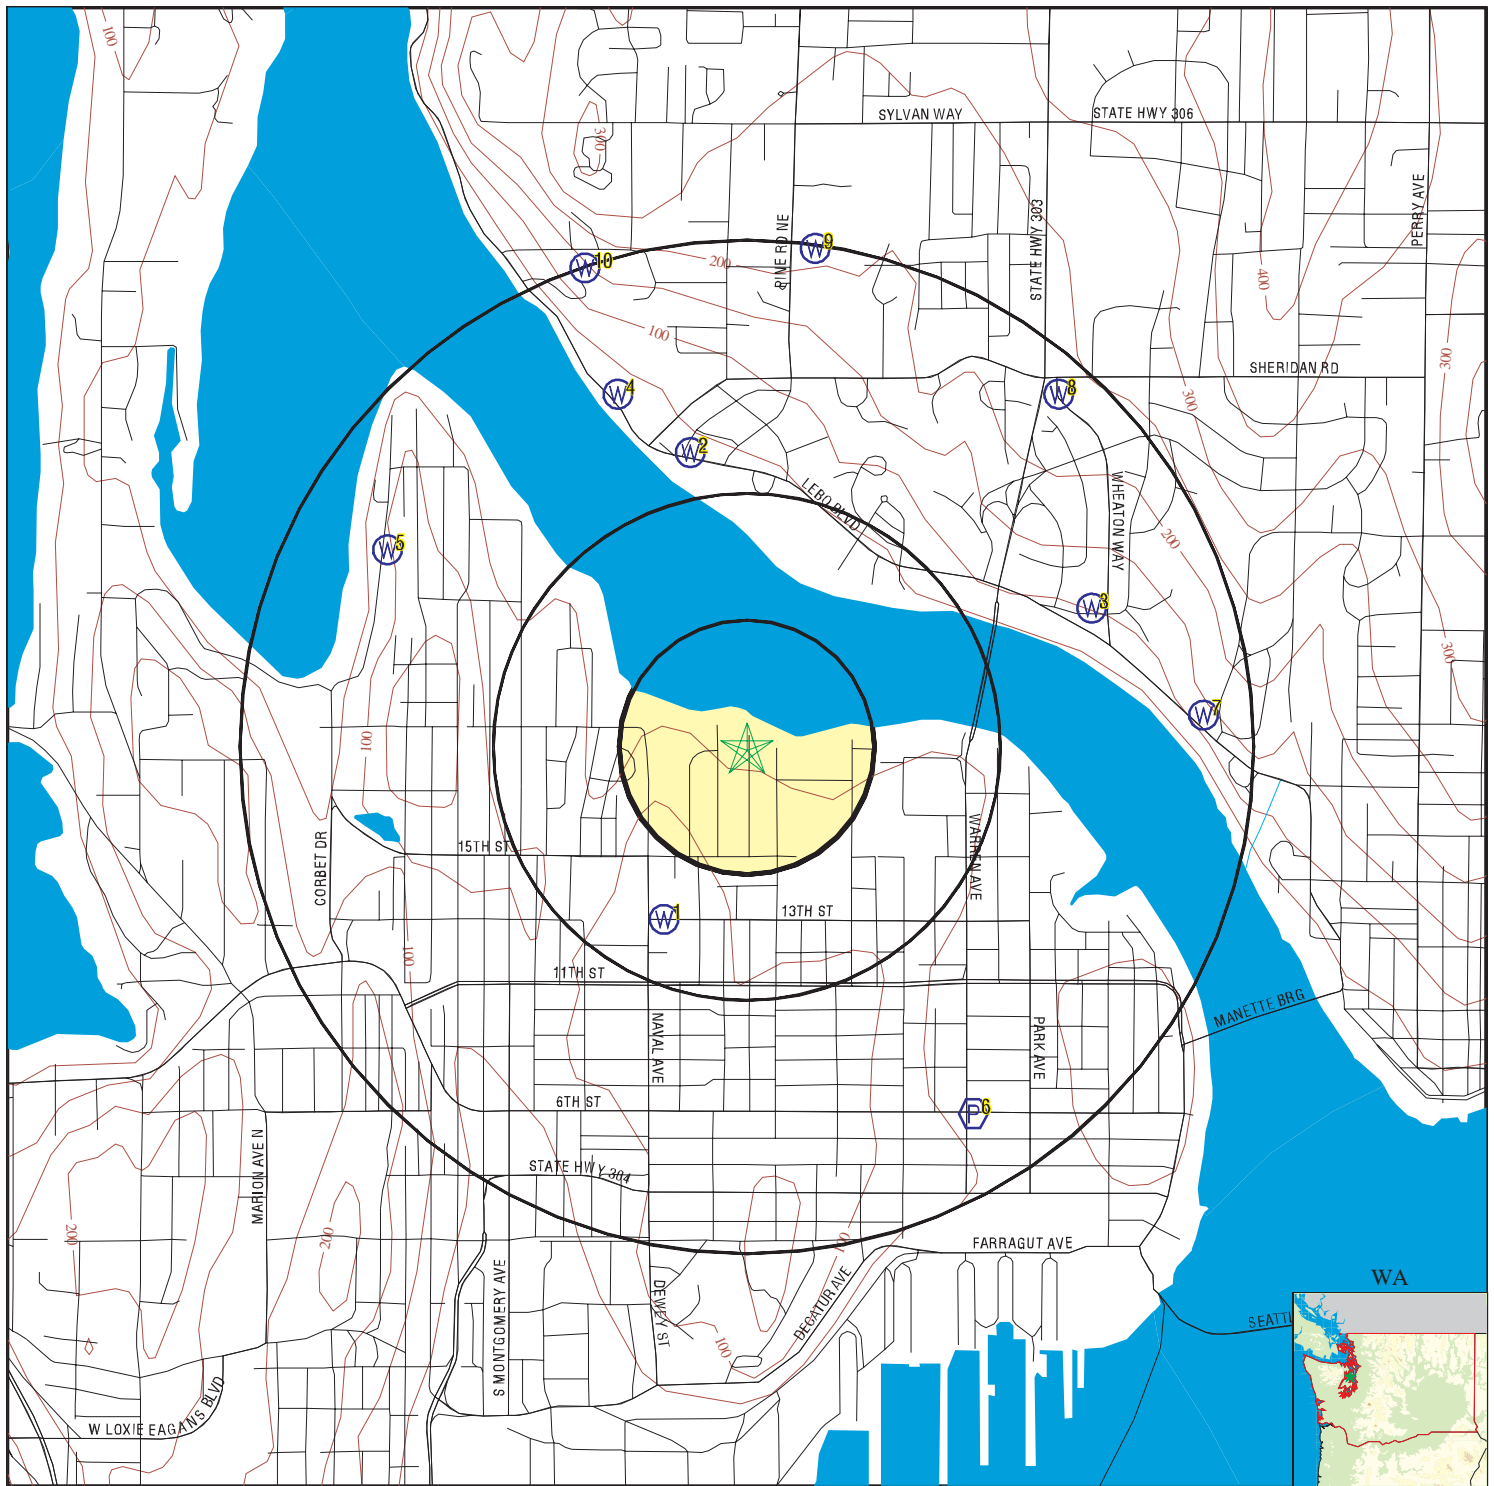 100
300
SYLVAN WAY
STATE HWY 306
PERRY AVE
STATE HWY 303
PINE RD NE
W 9
W 10
200
400
100
300
SHERIDAN RD
W 4
W 8
300
W 2
LEBO BLVD
WHEATON WAY
200
W 5
W 3
300
W 7
100
CORBET DR
15TH ST
WARREN AVE
W 1
13TH ST
100
11TH ST
MANETTE BRG
NAVAL AVE
PARK AVE
6TH ST
P 6
MARION AVE N
STATE HWY 304
200
200
100
FARRAGUT AVE
WA
S MONTGOMERY AVE
DEWEY ST
DECATUR AVE
100
SEATTL
W LOXIE EAGANS BLVD